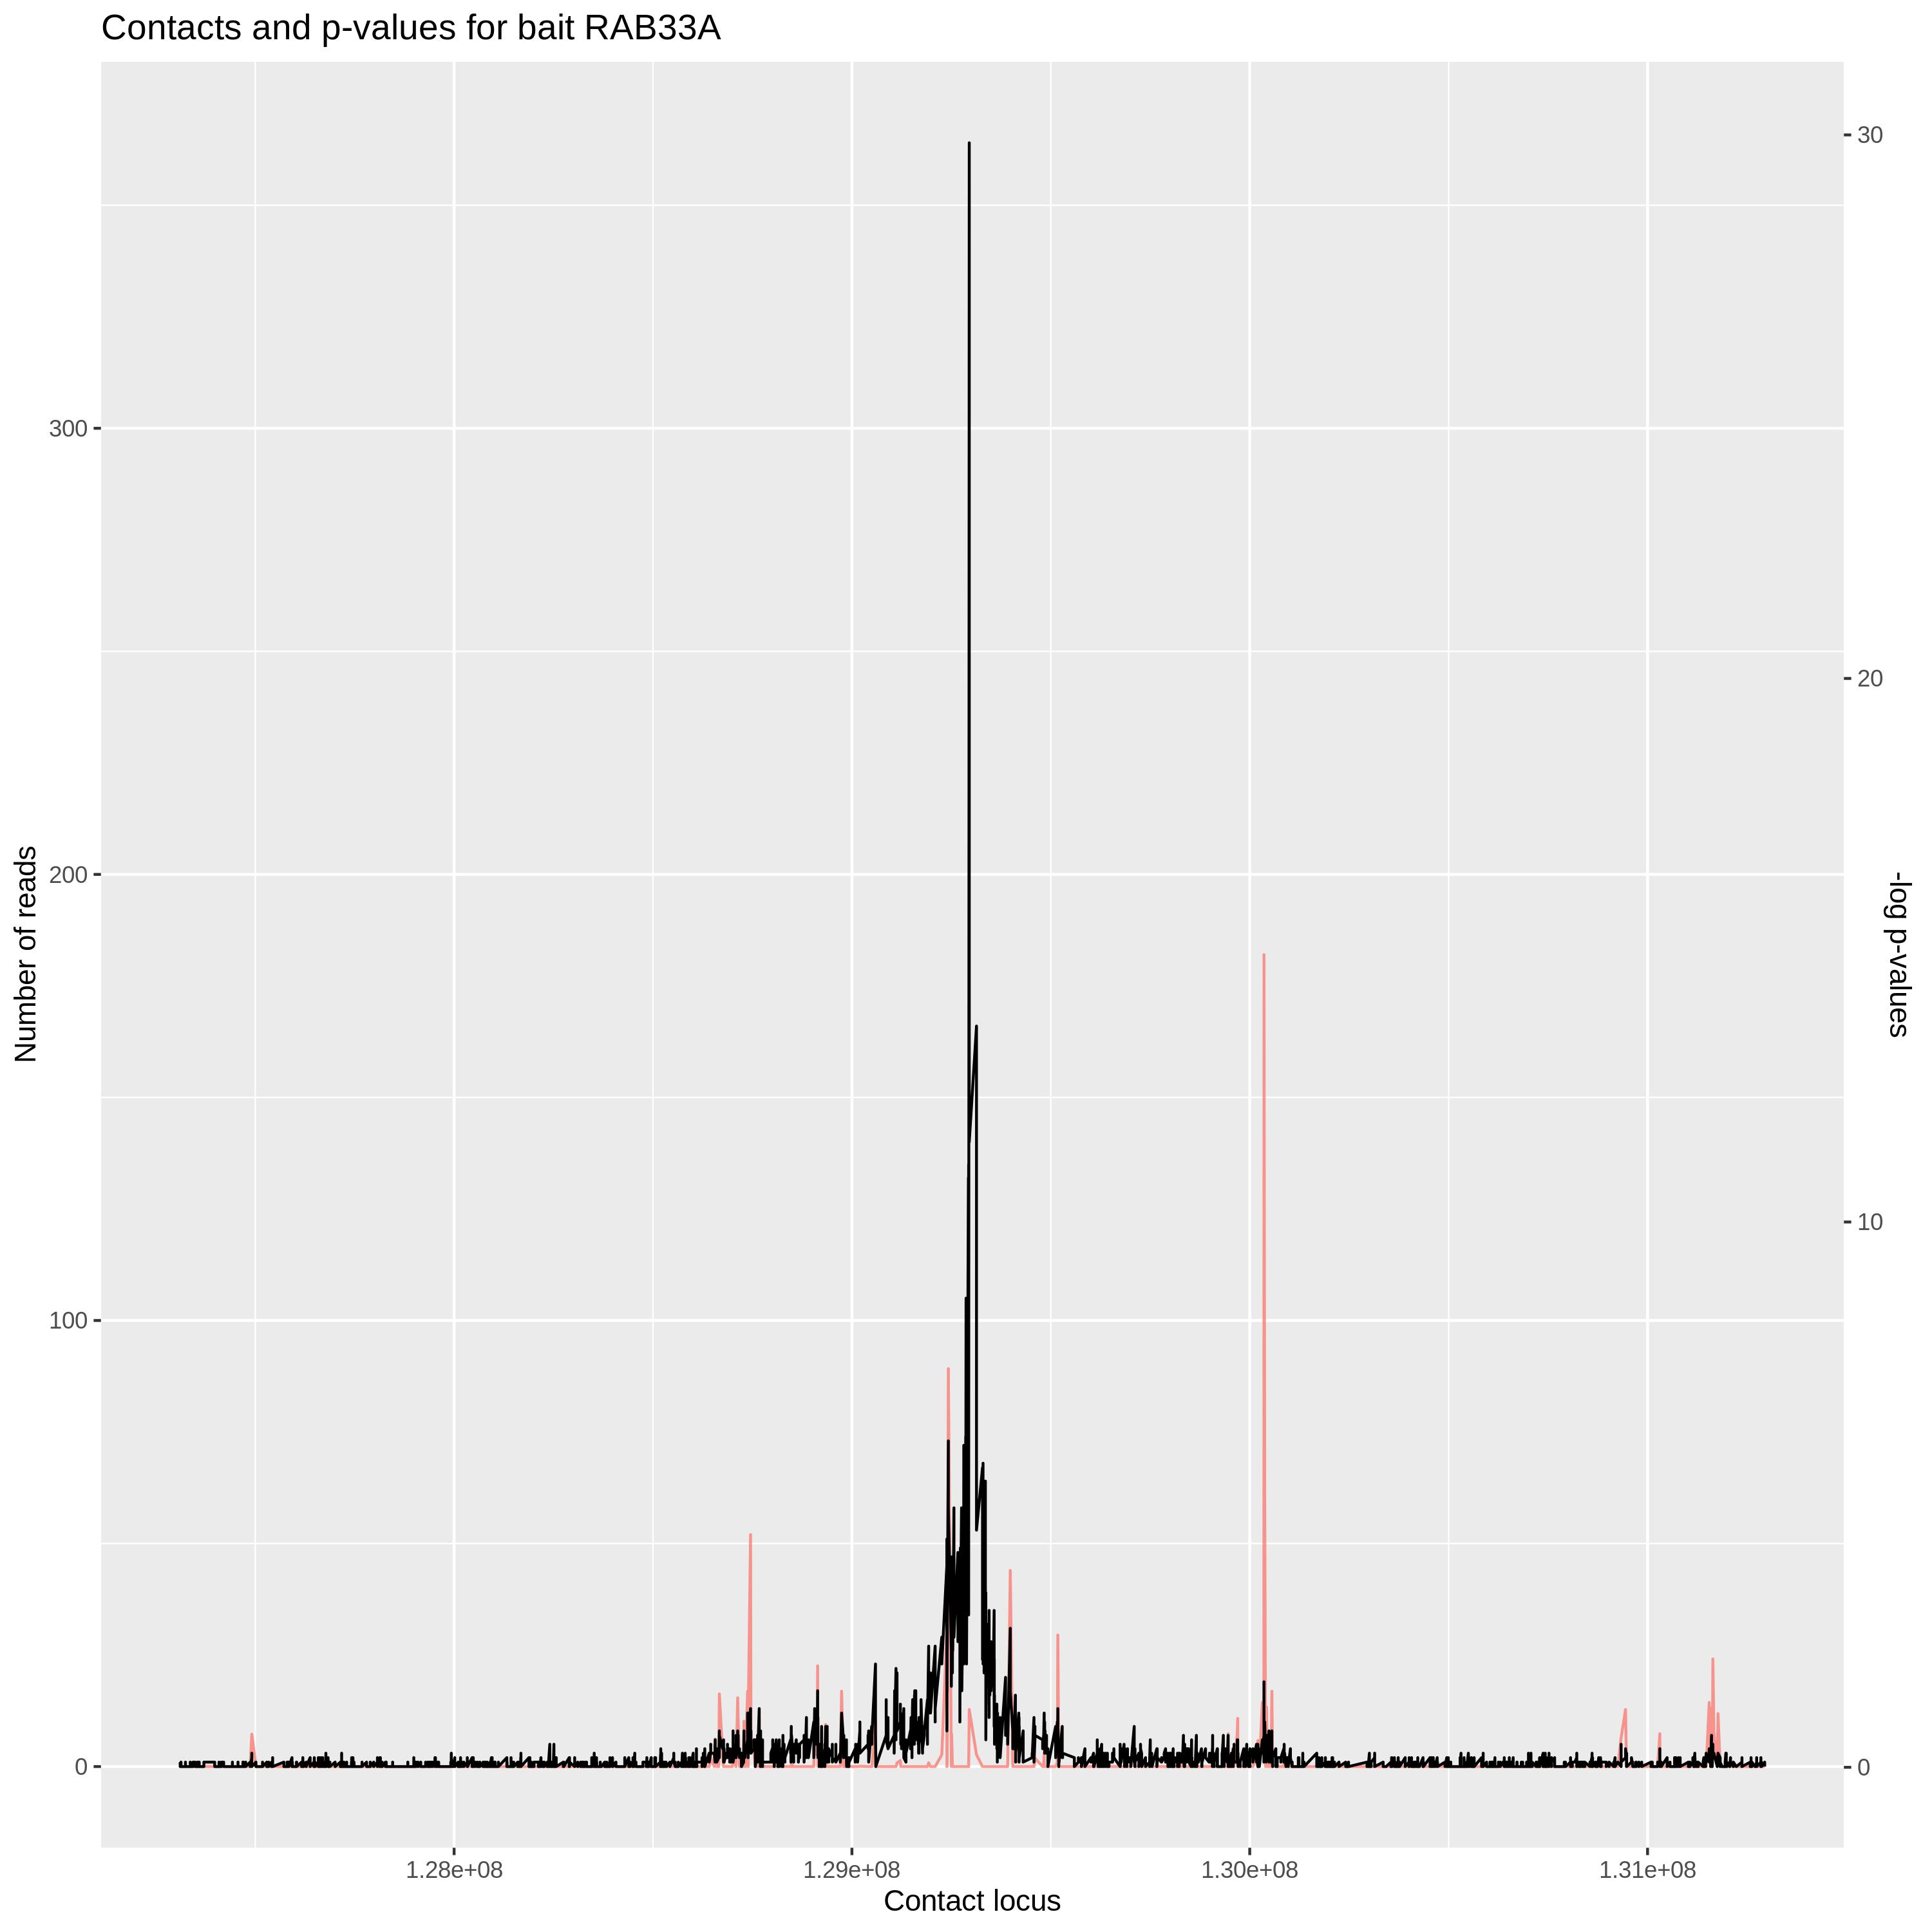 Contacts and p-values for bait RAB33A
30
300
20
200
Number of reads
-log p-values
10
100
0
0
1.28e+08
1.29e+08
1.30e+08
1.31e+08
Contact locus